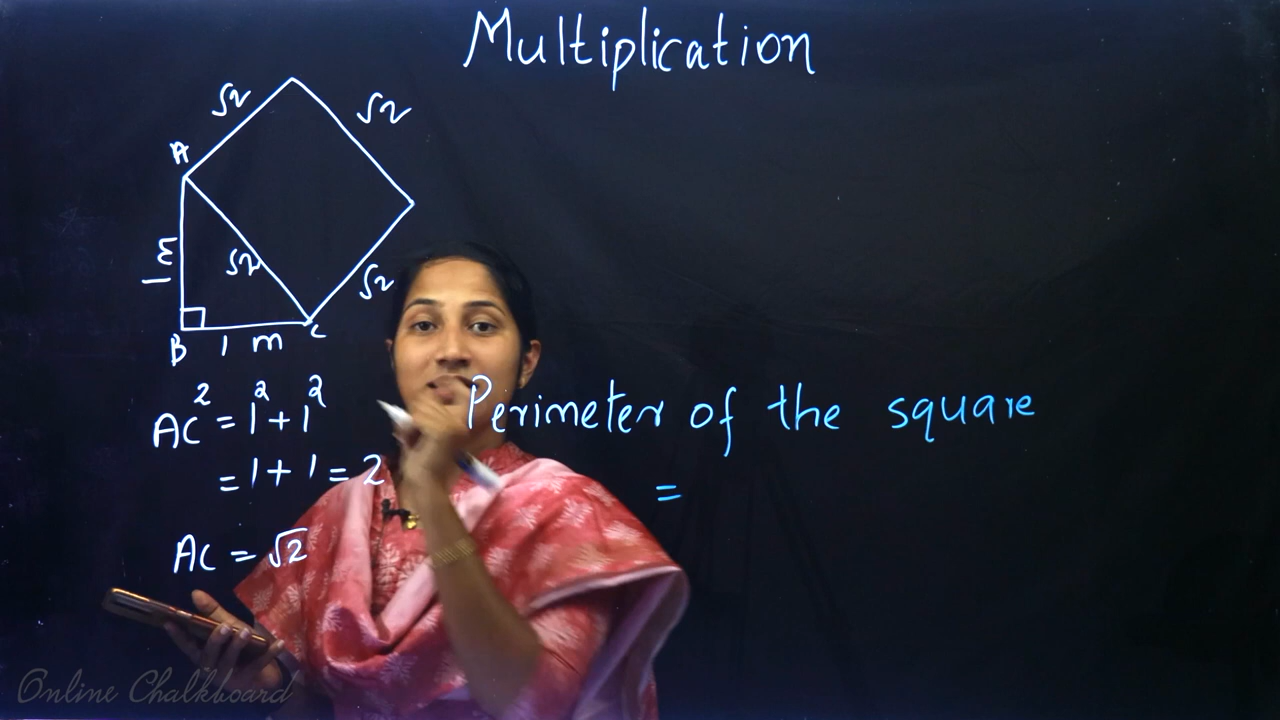 Multiplication
√2
√2
A
1 m
√2
√2
B 1 m C
AC² = 1² + 1²
= 1 + 1 = 2
AC = √2
Perimeter of the square
=
Online Chalkboard